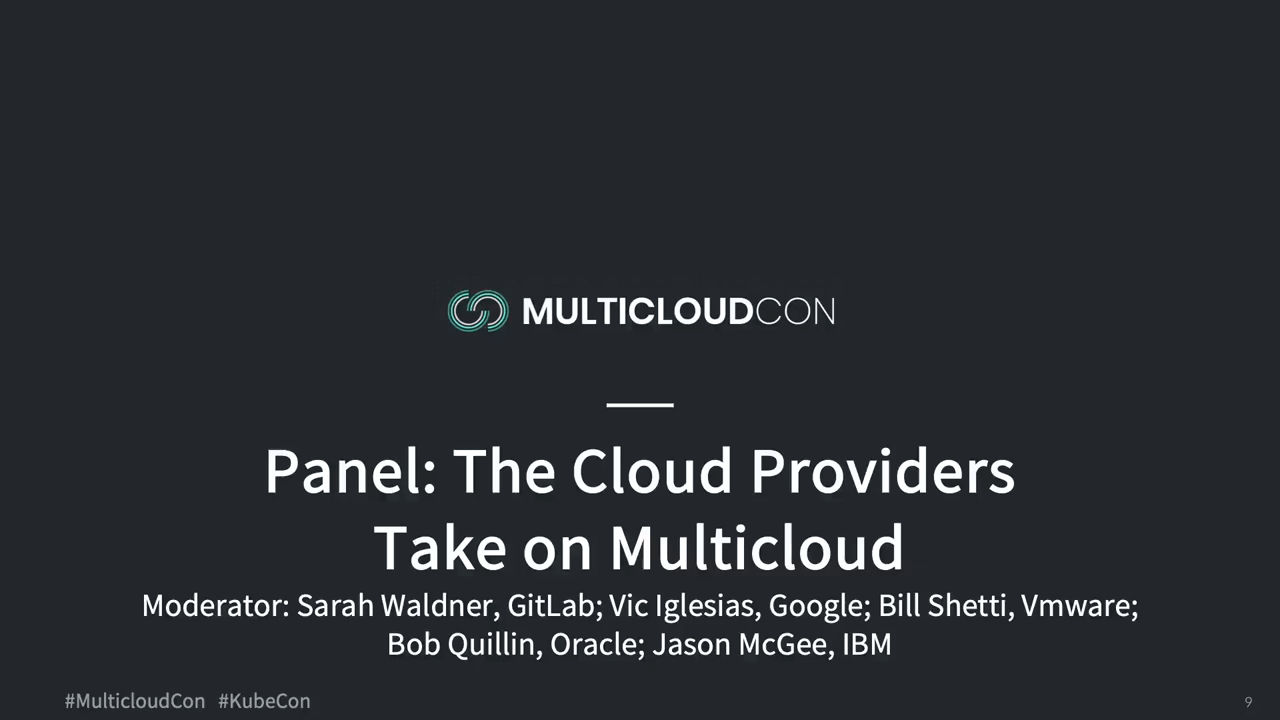 MULTICLOUDCON
Panel: The Cloud Providers
Take on Multicloud
Moderator: Sarah Waldner, GitLab; Vic Iglesias, Google; Bill Shetti, Vmware;
Bob Quillin, Oracle; Jason McGee, IBM
#MulticloudCon #KubeCon
9